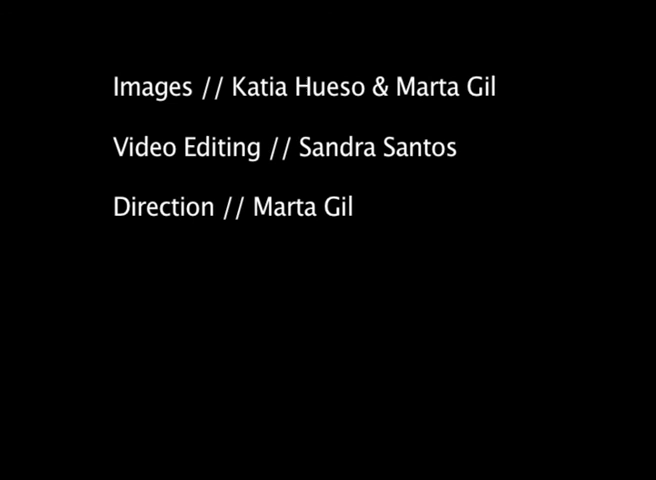 Images // Katia Hueso & Marta Gil
Video Editing // Sandra Santos
Direction // Marta Gil